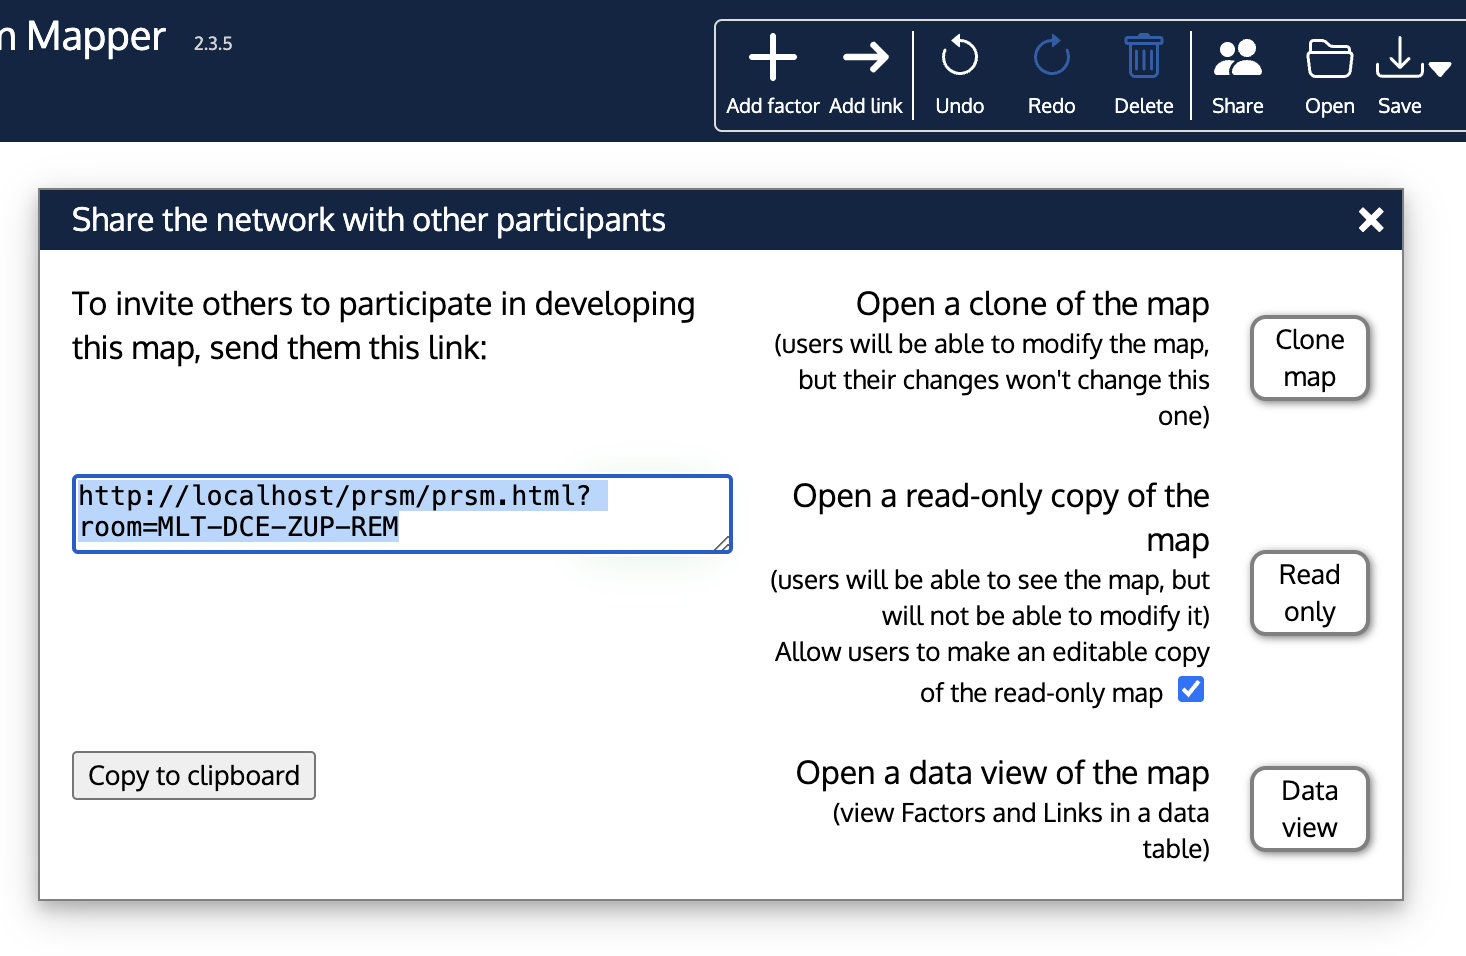 Mapper 2.3.5
Add factor Add link Undo Redo Delete Share Open Save
Share the network with other participants
To invite others to participate in developing
this map, send them this link:
http://localhost/prsm/prsm.html?
room=MLT-DCE-ZUP-REM
Copy to clipboard
Open a clone of the map
(users will be able to modify the map,
but their changes won't change this
one)
Clone
map
Open a read-only copy of the
map
(users will be able to see the map, but
will not be able to modify it)
Allow users to make an editable copy
of the read-only map
Read
only
Open a data view of the map
(view Factors and Links in a data
table)
Data
view